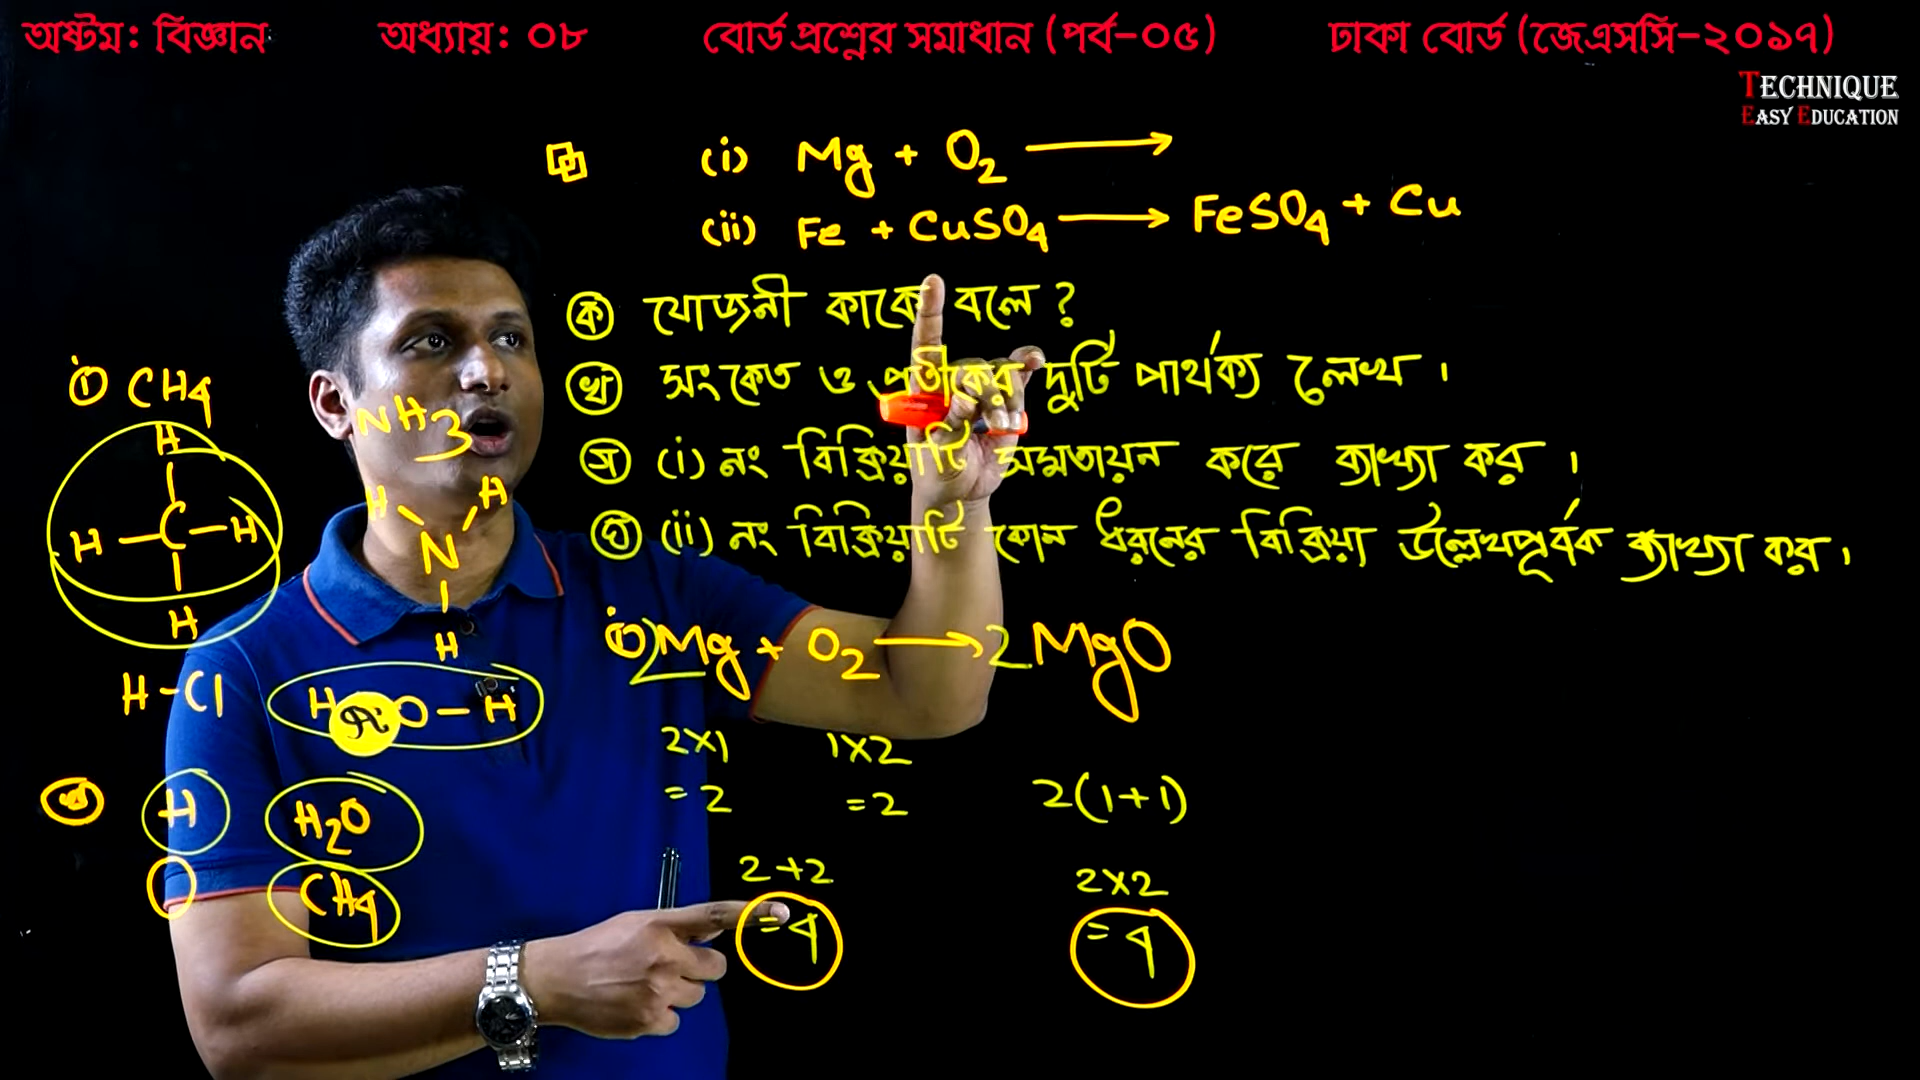 অষ্টম: বিজ্ঞান অধ্যায়: ০৮ বোর্ড প্রশ্নের সমাধান (পর্ব-০৫) ঢাকা বোর্ড (জেএসসি-২০১৭)
TECHNIQUE
EASY EDUCATION
(i) Mg + O2 ⟶
(ii) Fe + CuSO4 ⟶ FeSO4 + Cu
ক যোজনী কাকে বলে ?
খ সংকেত ও প্রতীকের দুটি পার্থক্য লেখ ।
গ (i) নং বিক্রিয়াটি সমতায়ন করে ব্যাখ্যা কর ।
ঘ (ii) নং বিক্রিয়াটি কোন ধরনের বিক্রিয়া উল্লেখপূর্বক ব্যাখ্যা কর ।
i CH4
H
H — C — H
H
NH3
H H
N
H
H - Cl
H O — H
H H2O
CH4
i 2Mg + O2 ⟶ 2MgO
2×1 1×2
= 2 = 2 2(1+1)
2+2 2×2
= 4 = 4